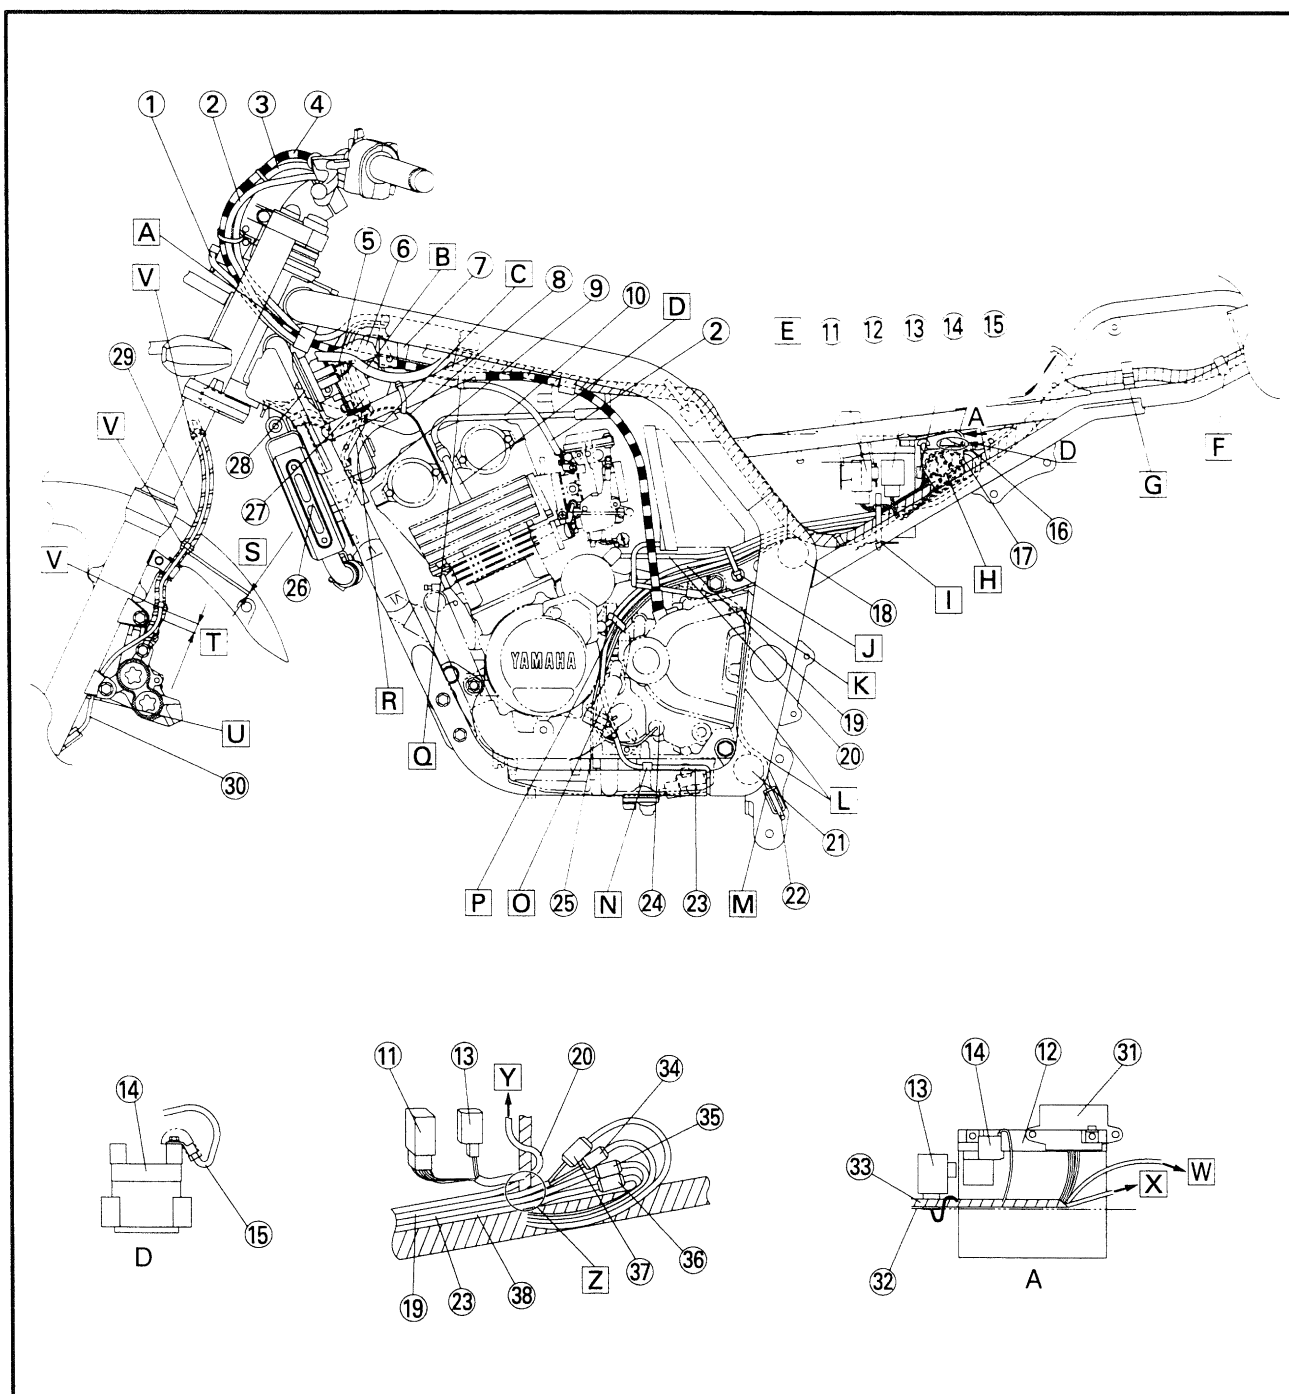 ① ② ③ ④
A ⑤ ⑥ B ⑦ C ⑧ ⑨ ⑩ D ②
V
E ⑪ ⑫ ⑬ ⑭ ⑮
㉙
V
A
D
F
G
㉘
㉗
⑯
S
⑰
V
㉖
H
I
⑱
T
YAMAHA
J
K
R
⑲
U
Q
⑳
㉚
L
㉑
P O ㉕ N ㉔ ㉓ M ㉒
⑪ ⑬ Y ⑳ ㉞
⑭ ⑫ ㉛
⑬
⑭
㉟
㉝
W
X
⑮
D
㊱
㊲
Z
㉜
A
⑲ ㉓ ㊳